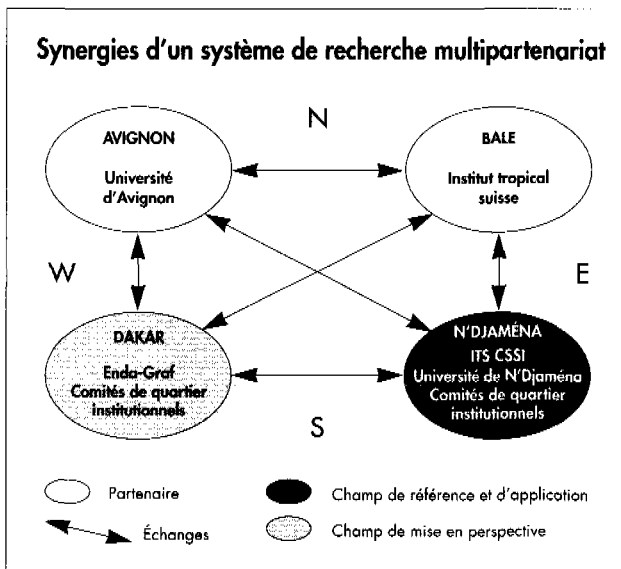 Synergies d'un système de recherche multipartenariat
N
AVIGNON
Université
d'Avignon
BALE
Institut tropical
suisse
W
E
DAKAR
Enda-Graf
Comités de quartier
institutionnels
N'DJAMÉNA
ITS CSSI
Université de N'Djaména
Comités de quartier
institutionnels
S
Partenaire
Champ de référence et d'application
Échanges
Champ de mise en perspective